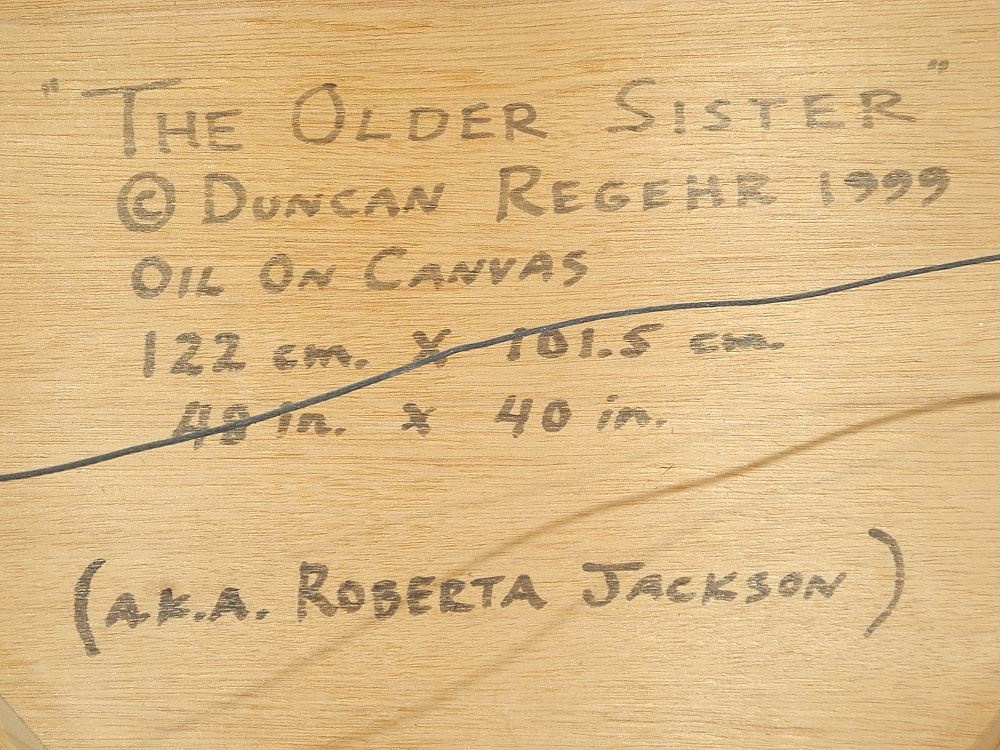 "THE OLDER SISTER"
© DUNCAN REGEHR 1999
OIL ON CANVAS
122 cm. X 101.5 cm.
48 in. x 40 in.
(A.K.A. ROBERTA JACKSON)